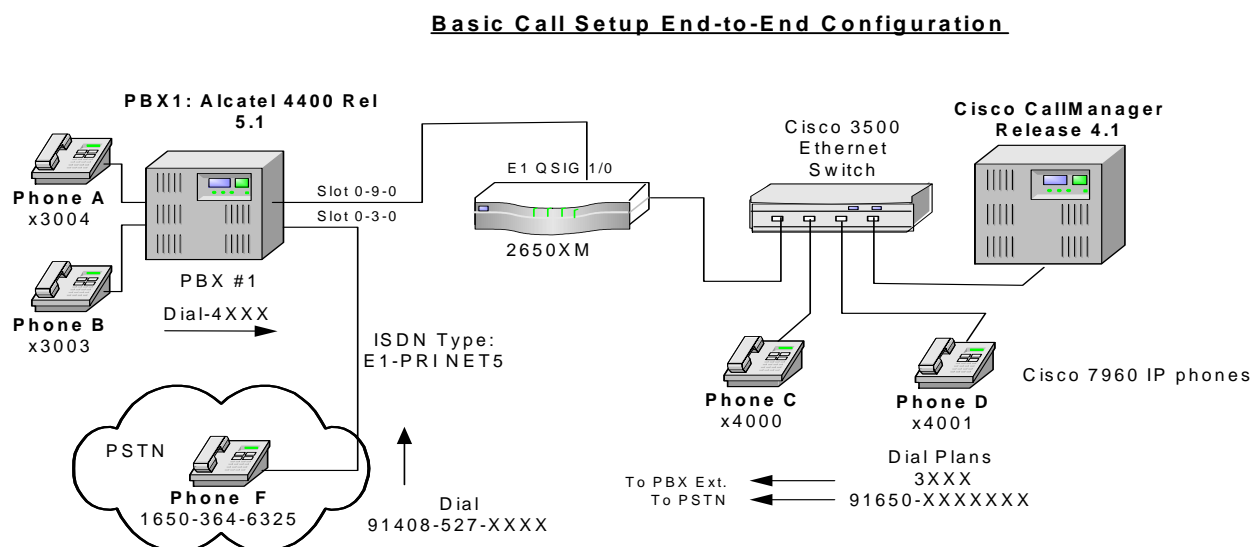 Basic Call Setup End-to-End Configuration
PBX1: Alcatel 4400 Rel
5.1
Phone A
x3004
Phone B
x3003
PBX #1
Dial-4XXX
Slot 0-9-0
Slot 0-3-0
ISDN Type:
E1-PRI NET5
PSTN
Phone F
1650-364-6325
Dial
91408-527-XXXX
E1 QSIG 1/0
2650XM
Cisco 3500
Ethernet
Switch
Cisco CallManager
Release 4.1
Phone C
x4000
Phone D
x4001
Cisco 7960 IP phones
Dial Plans
To PBX Ext. 3XXX
To PSTN 91650-XXXXXXX